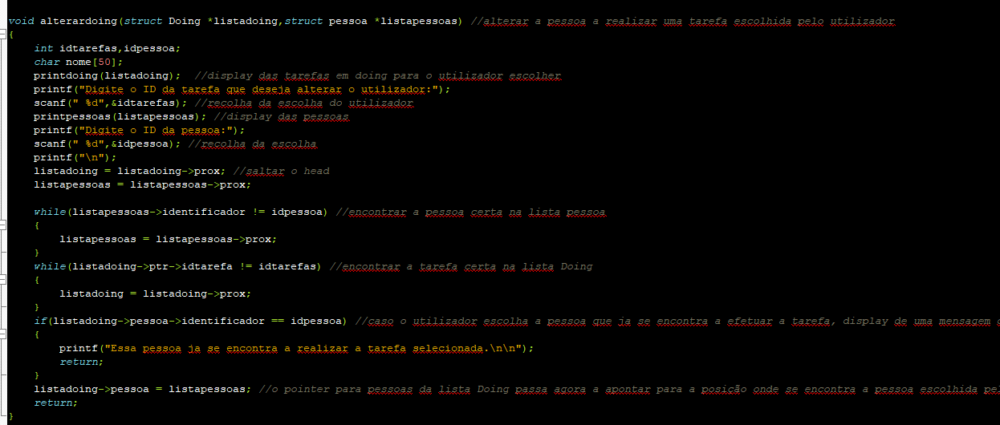 void alterardoing(struct Doing *listadoing,struct pessoa *listapessoas) //alterar a pessoa a realizar uma tarefa escolhida pelo utilizador
{
    int idtarefas,idpessoa;
    char nome[50];
    printdoing(listadoing);  //display das tarefas em doing para o utilizador escolher
    printf("Digite o ID da tarefa que deseja alterar o utilizador:");
    scanf(" %d",&idtarefas); //recolha da escolha do utilizador
    printpessoas(listapessoas); //display das pessoas
    printf("Digite o ID da pessoa:");
    scanf(" %d",&idpessoa); //recolha da escolha
    printf("\n");
    listadoing = listadoing->prox; //saltar o head
    listapessoas = listapessoas->prox;
    while(listapessoas->identificador != idpessoa) //encontrar a pessoa certa na lista pessoa
    {
        listapessoas = listapessoas->prox;
    }
    while(listadoing->ptr->idtarefa != idtarefas) //encontrar a tarefa certa na lista Doing
    {
        listadoing = listadoing->prox;
    }
    if(listadoing->pessoa->identificador == idpessoa) //caso o utilizador escolha a pessoa que ja se encontra a efetuar a tarefa, display de uma mensagem
    {
        printf("Essa pessoa ja se encontra a realizar a tarefa selecionada.\n\n");
        return;
    }
    listadoing->pessoa = listapessoas; //o pointer para pessoas da lista Doing passa agora a apontar para a posição onde se encontra a pessoa escolhida
    return;
}